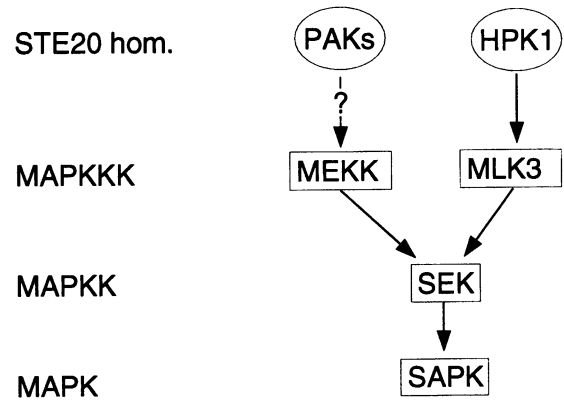 STE20 hom. PAKs HPK1
?
MAPKKK MEKK MLK3
MAPKK SEK
MAPK SAPK